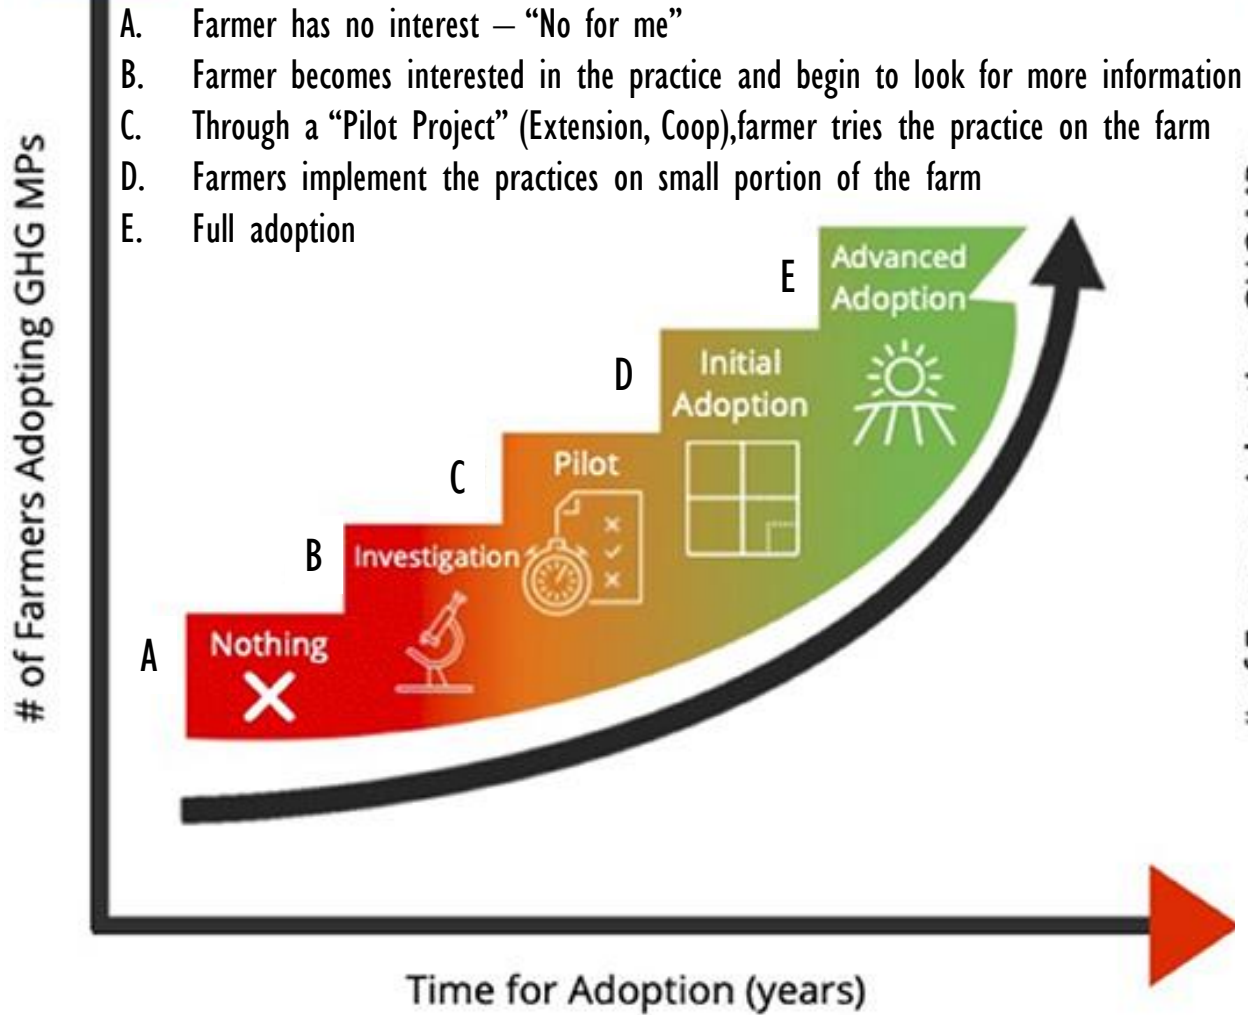 A. Farmer has no interest – “No for me”
B. Farmer becomes interested in the practice and begin to look for more information
C. Through a “Pilot Project” (Extension, Coop),farmer tries the practice on the farm
D. Farmers implement the practices on small portion of the farm
E. Full adoption
# of Farmers Adopting GHG MPs
E
Advanced
Adoption
D
Initial
Adoption
C
Pilot
B
Investigation
A
Nothing
Time for Adoption (years)